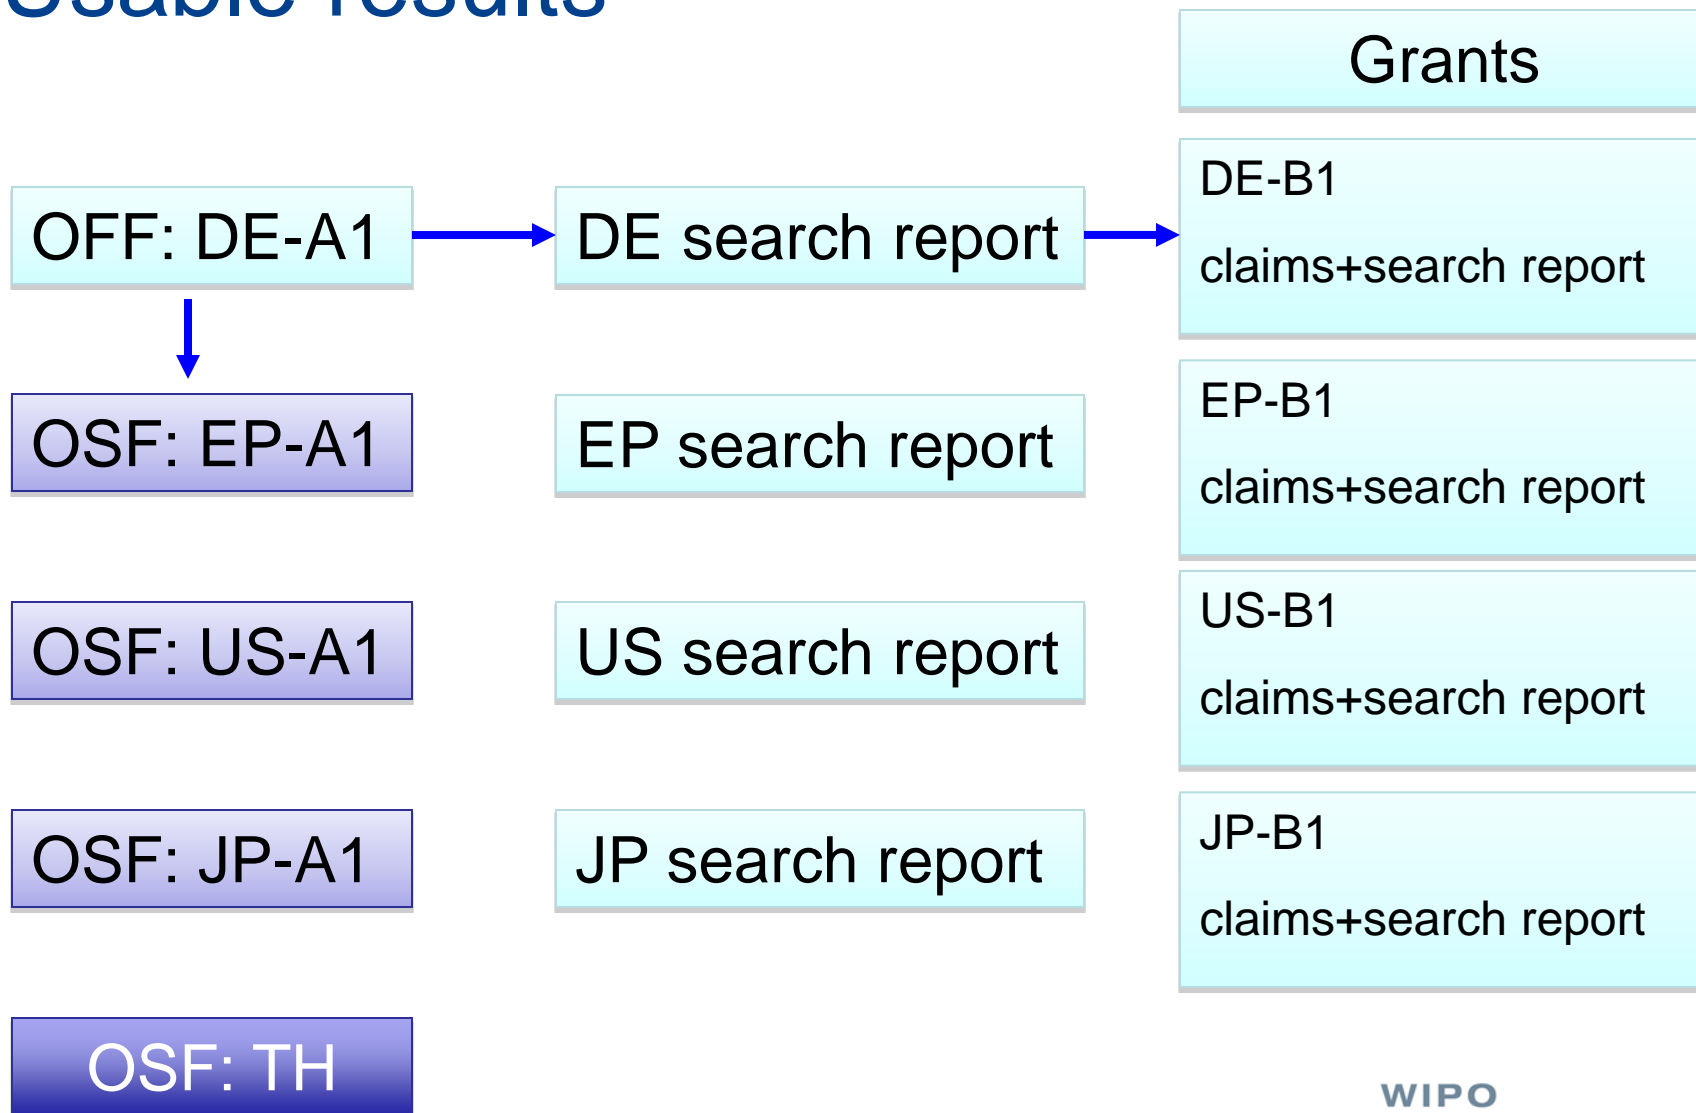 Usable results
Grants
OFF: DE-A1
DE search report
DE-B1
claims+search report
OSF: EP-A1
EP search report
EP-B1
claims+search report
OSF: US-A1
US search report
US-B1
claims+search report
OSF: JP-A1
JP search report
JP-B1
claims+search report
OSF: TH
WIPO